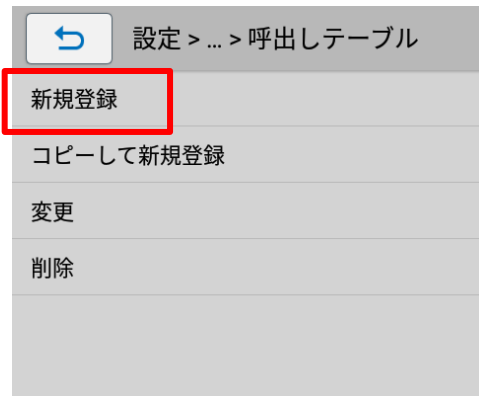 設定 > ... > 呼出しテーブル
新規登録
コピーして新規登録
変更
削除